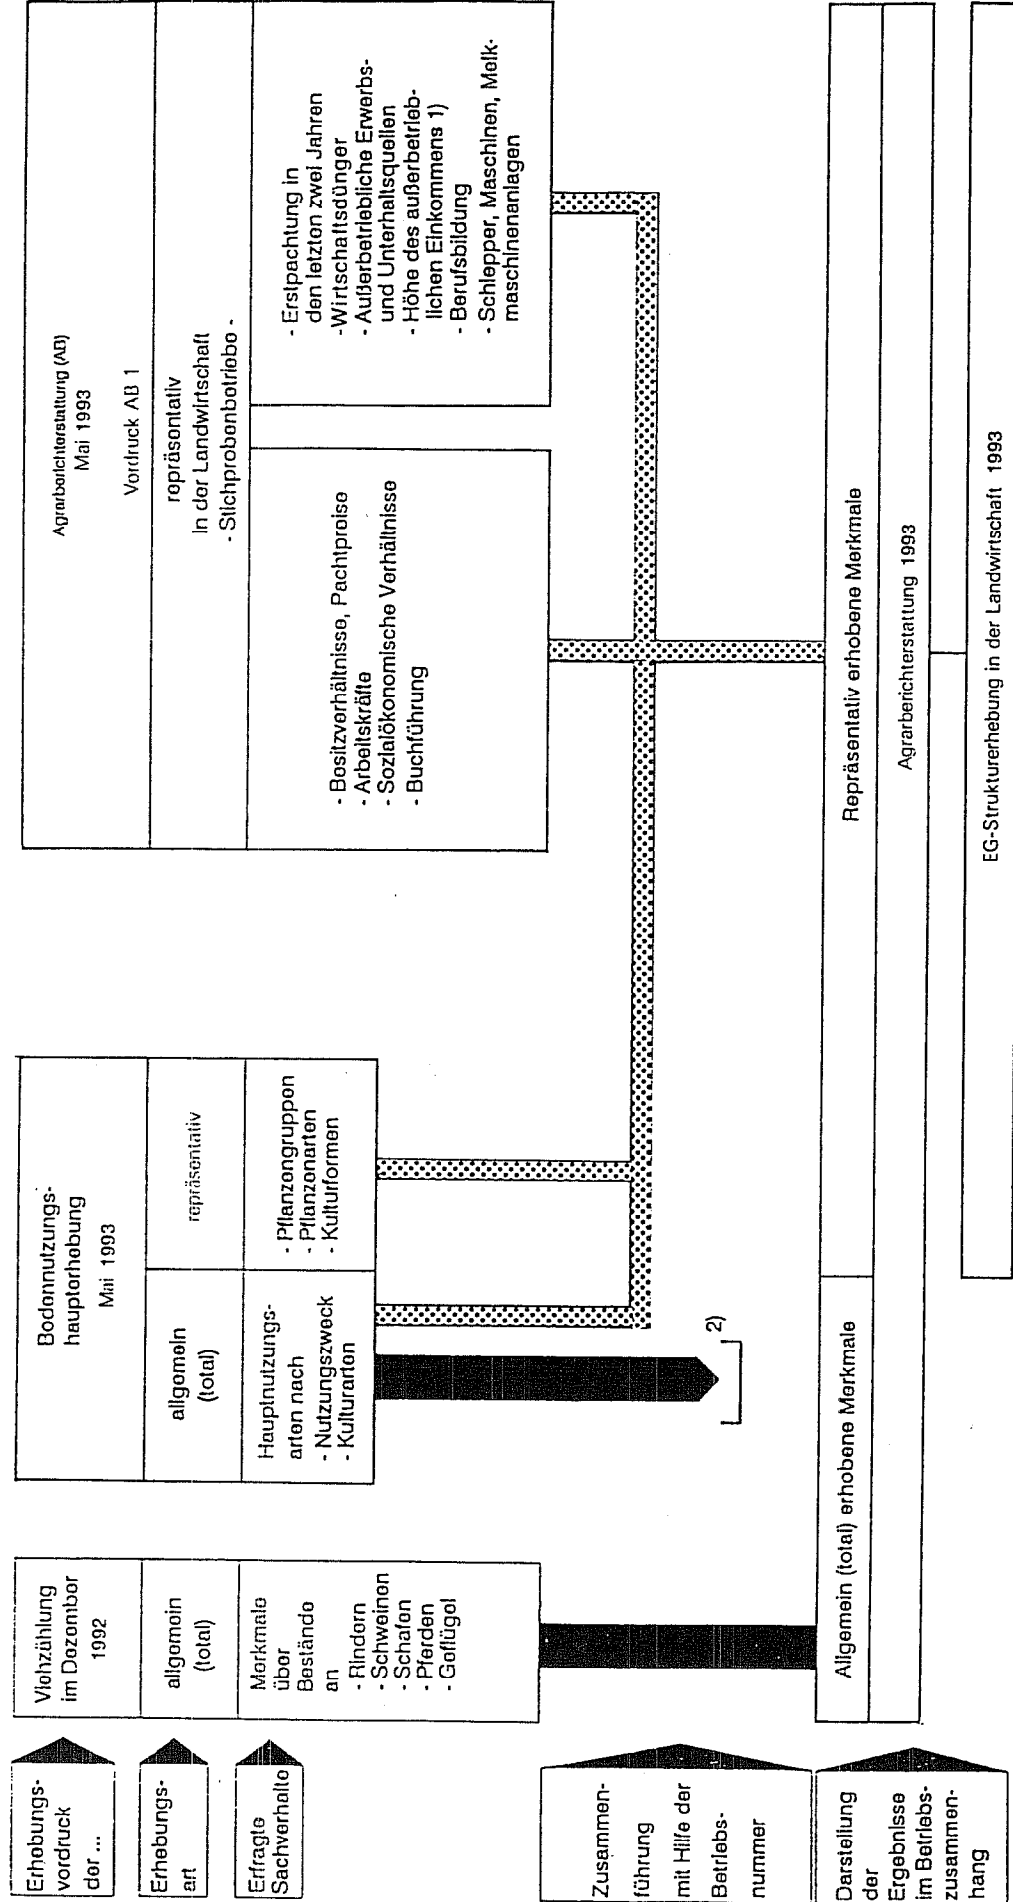 Erhebungs-
vordruck
der ...
Viehzählung
im Dezember
1992
Bodennutzungs-
haupterhebung
Mai 1993
Agrarberichterstattung (AB)
Mai 1993
Vordruck AB 1
Erhebungs-
art
allgemein
(total)
allgemein
(total)
repräsentativ
repräsentativ
In der Landwirtschaft
- Stichprobenbetriebe -
Erfragte
Sachverhalte
Merkmale
über
Bestände
an
- Rindern
- Schweinen
- Schafen
- Pferden
- Geflügel
Hauptnutzungs-
arten nach
- Nutzungszweck
- Kulturarten
- Pflanzengruppen
- Pflanzenarten
- Kulturformen
- Besitzverhältnisse, Pachtpreise
- Arbeitskräfte
- Sozialökonomische Verhältnisse
- Buchführung
- Erstpachtung in
den letzten zwei Jahren
-Wirtschaftsdünger
- Außerbetriebliche Erwerbs-
und Unterhaltsquellen
- Höhe des außerbetrieb-
lichen Einkommens 1)
- Berufsbildung
- Schlepper, Maschinen, Melk-
maschinenanlagen
Zusammen-
führung
mit Hilfe der
Betriebs-
nummer
2)
Darstellung
der
Ergebnisse
im Betriebs-
zusammen-
hang
Allgemein (total) erhobene Merkmale
Repräsentativ erhobene Merkmale
Agrarberichterstattung 1993
EG-Strukturerhebung in der Landwirtschaft 1993